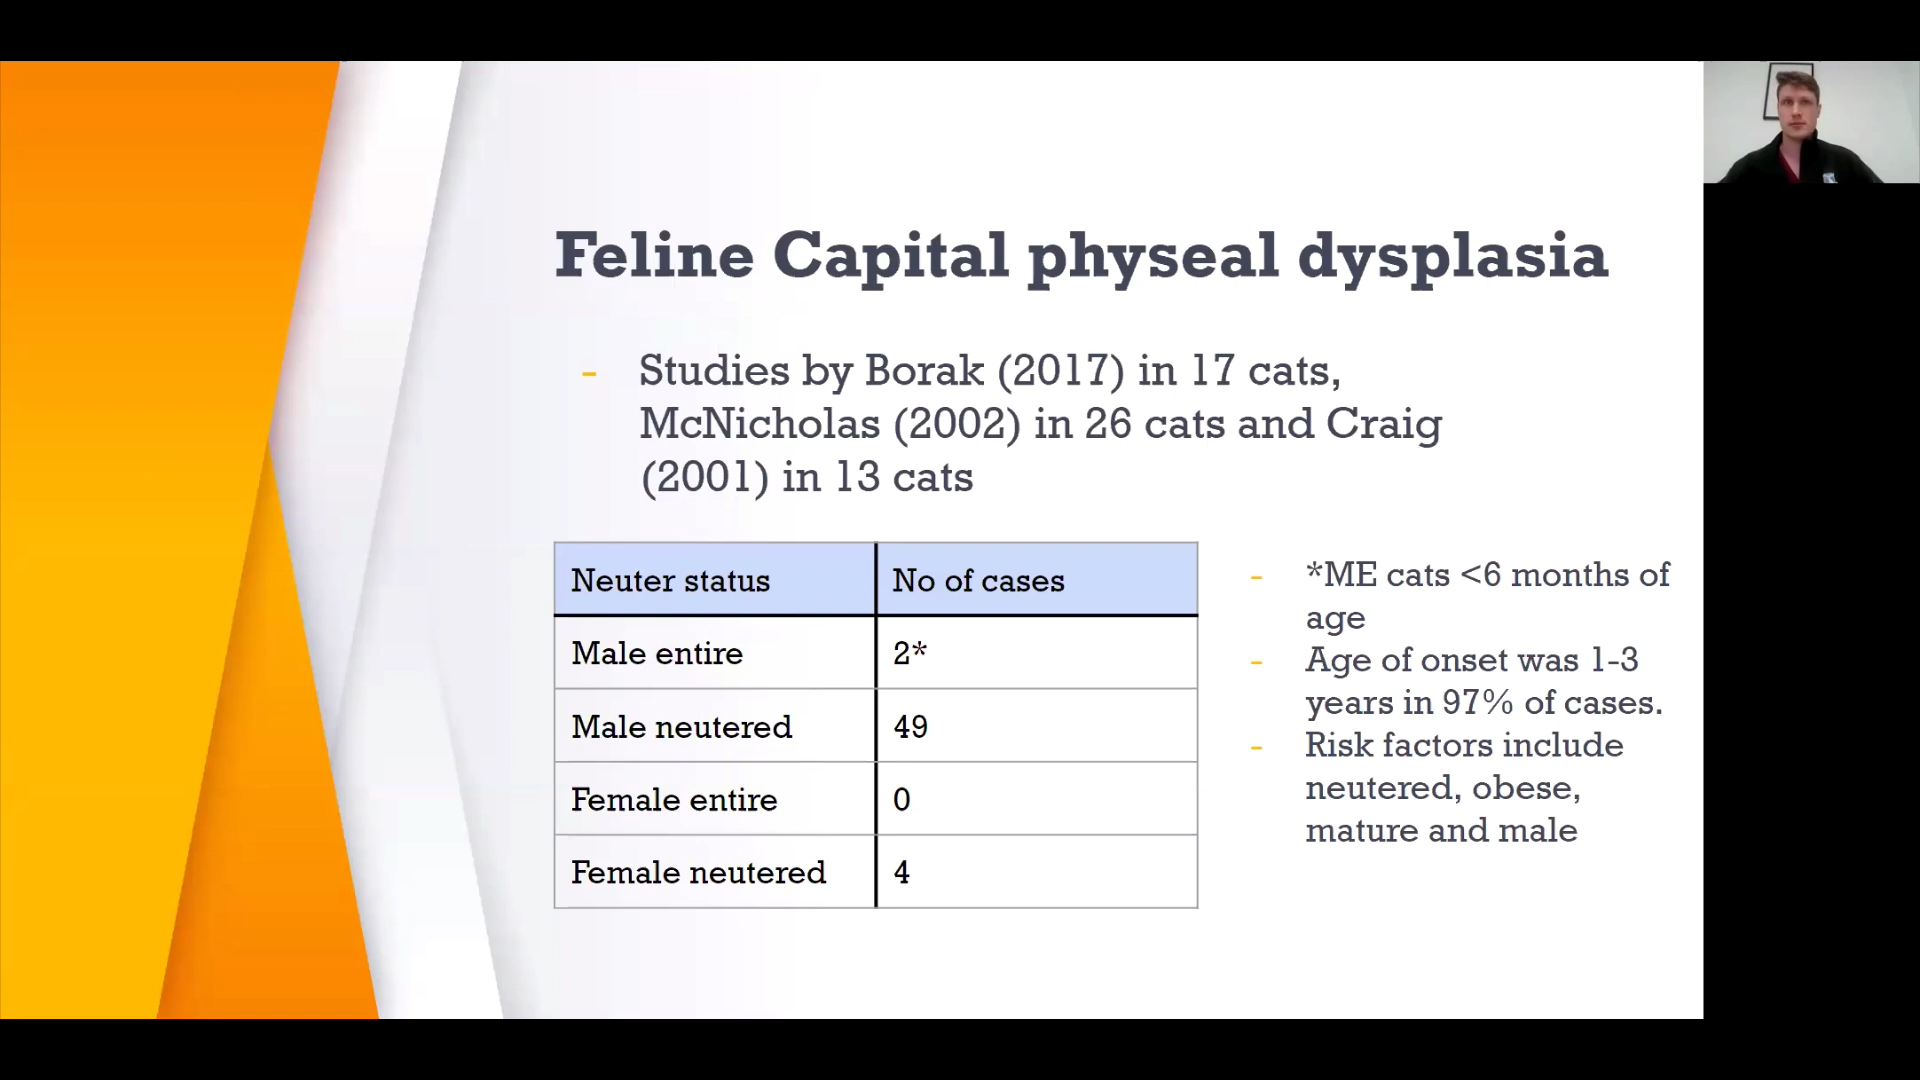 Feline Capital physeal dysplasia
- Studies by Borak (2017) in 17 cats,
McNicholas (2002) in 26 cats and Craig
(2001) in 13 cats
Neuter status No of cases
Male entire 2*
Male neutered 49
Female entire 0
Female neutered 4
- *ME cats <6 months of
age
- Age of onset was 1-3
years in 97% of cases.
- Risk factors include
neutered, obese,
mature and male